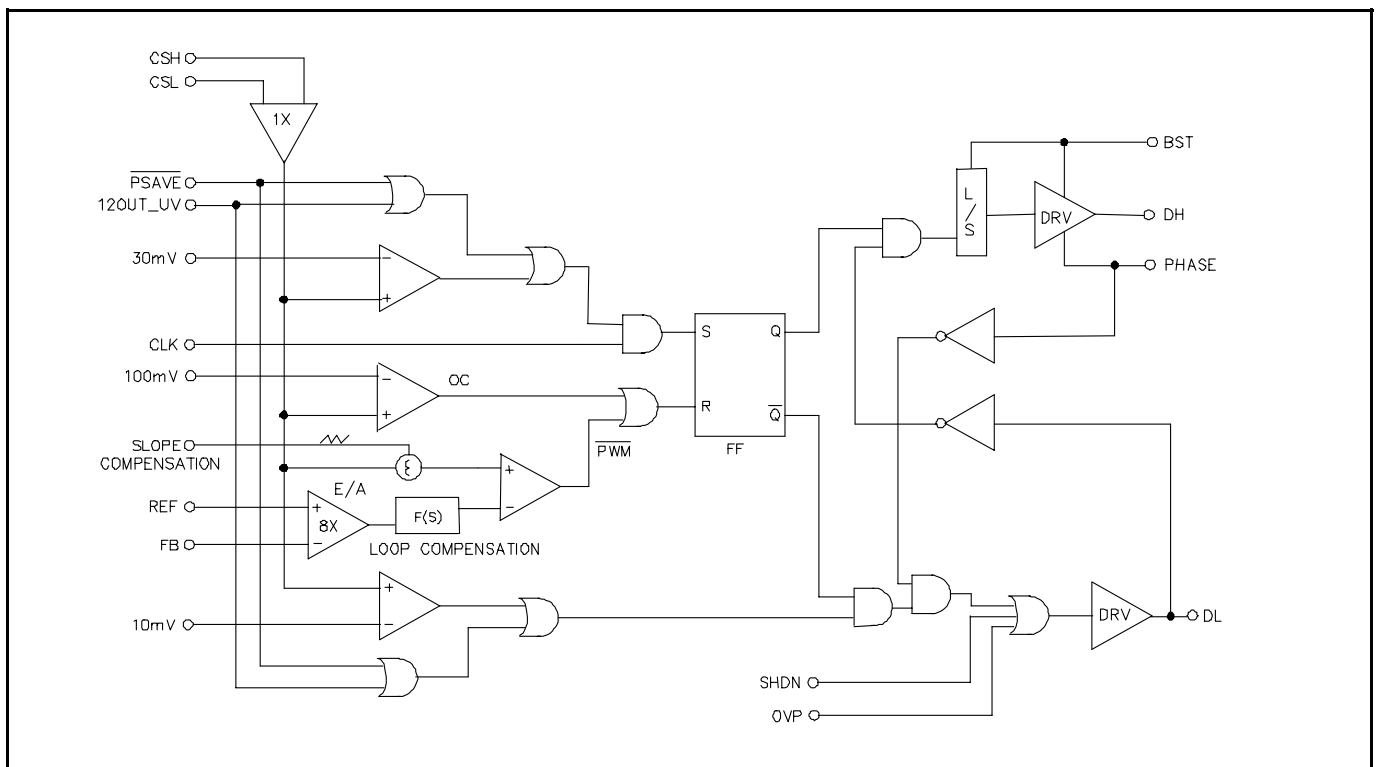 CSH
CSL
1X
PSAVE
12OUT_UV
30mV
-
+
CLK
100mV
-
+
OC
SLOPE
COMPENSATION
PWM
REF
FB
E/A
+
8X
-
F(S)
LOOP COMPENSATION
+
-
10mV
+
-
S
Q
R
Q
FF
L/S
DRV
BST
DH
PHASE
DRV
DL
SHDN
OVP